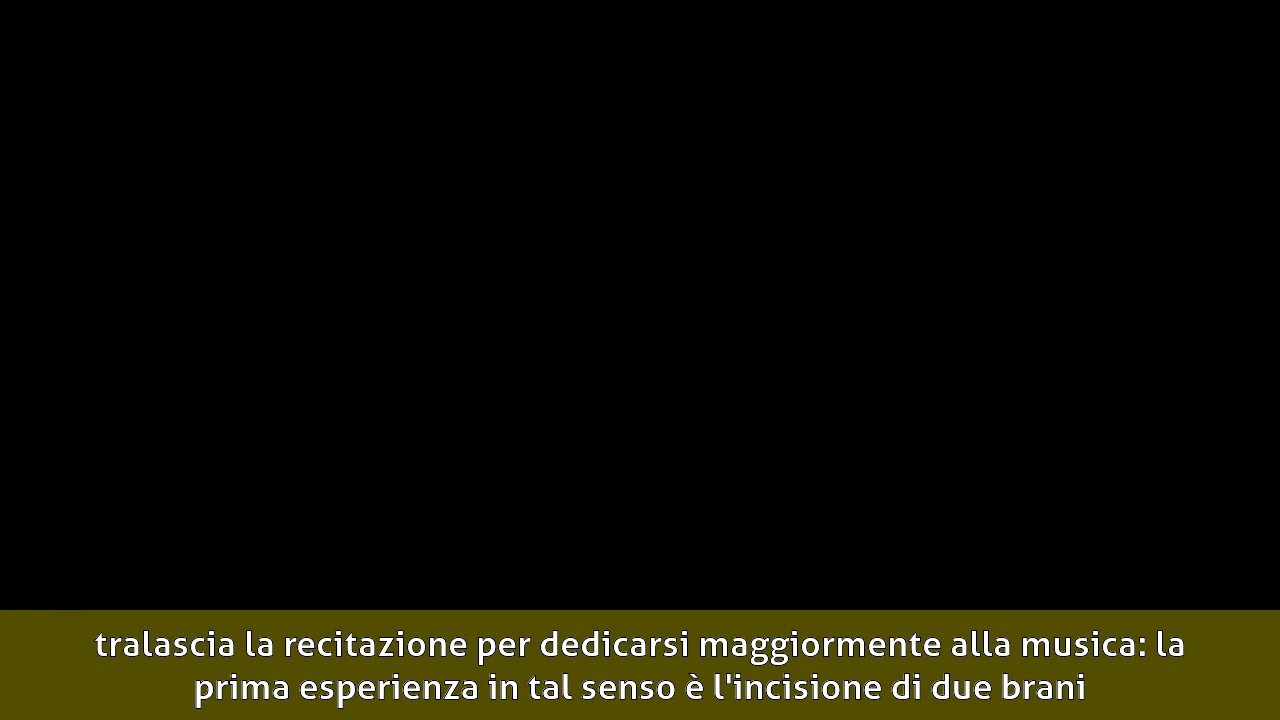 tralascia la recitazione per dedicarsi maggiormente alla musica: la
prima esperienza in tal senso è l'incisione di due brani